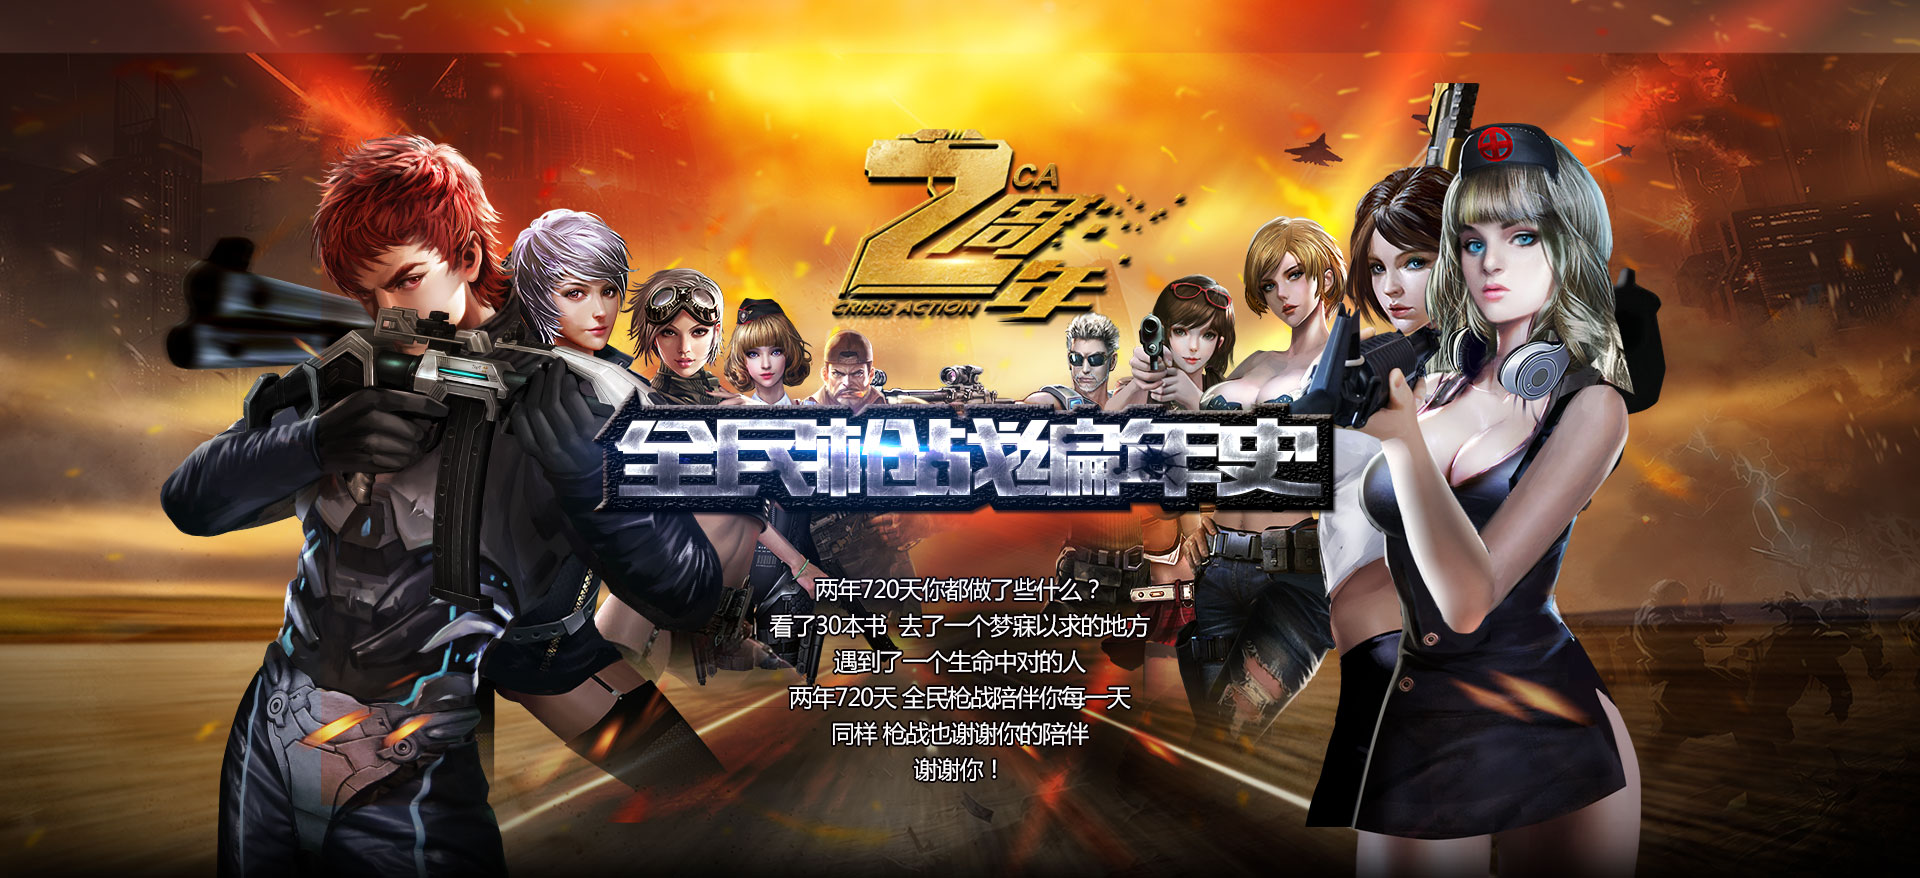 CA
2周年
CRISIS ACTION
全民枪战编年史
两年720天你都做了些什么？
看了30本书 去了一个梦寐以求的地方
遇到了一个生命中对的人
两年720天 全民枪战陪伴你每一天
同样 枪战也谢谢你的陪伴
谢谢你！